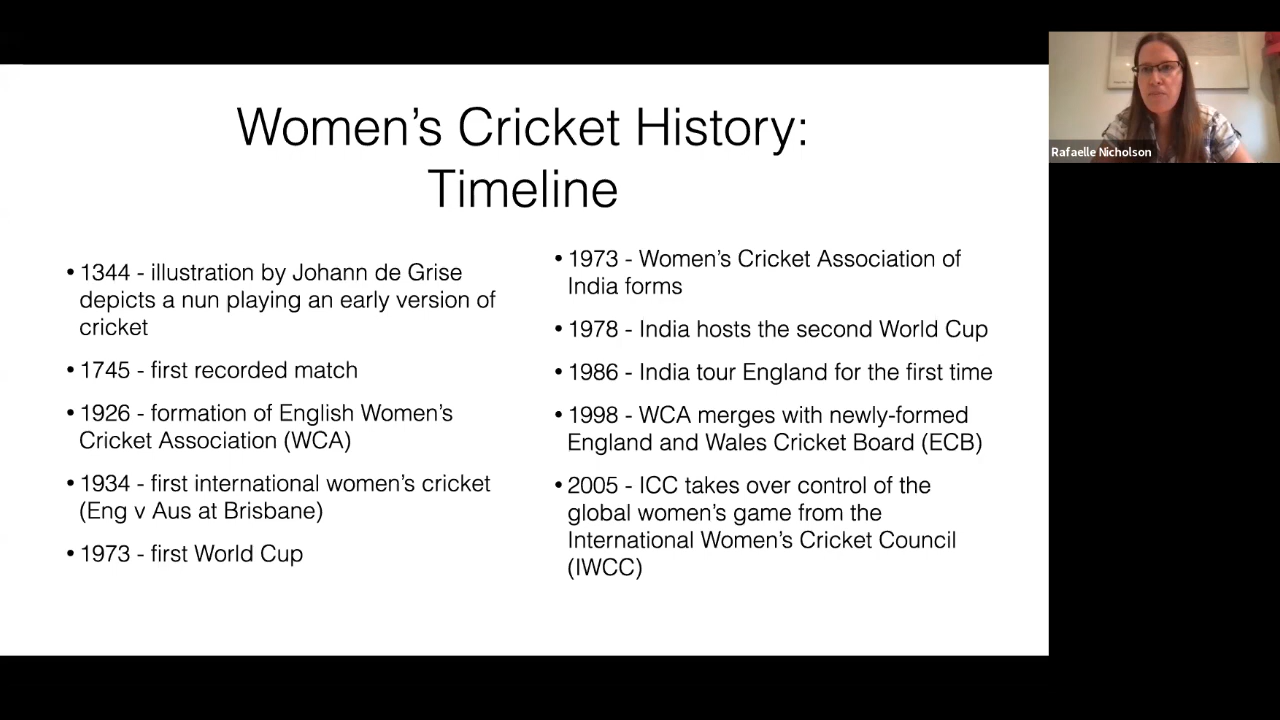 Women's Cricket History:
Timeline
• 1344 - illustration by Johann de Grise
depicts a nun playing an early version of
cricket
• 1745 - first recorded match
• 1926 - formation of English Women's
Cricket Association (WCA)
• 1934 - first international women's cricket
(Eng v Aus at Brisbane)
• 1973 - first World Cup
• 1973 - Women's Cricket Association of
India forms
• 1978 - India hosts the second World Cup
• 1986 - India tour England for the first time
• 1998 - WCA merges with newly-formed
England and Wales Cricket Board (ECB)
• 2005 - ICC takes over control of the
global women's game from the
International Women's Cricket Council
(IWCC)
Rafaelle Nicholson